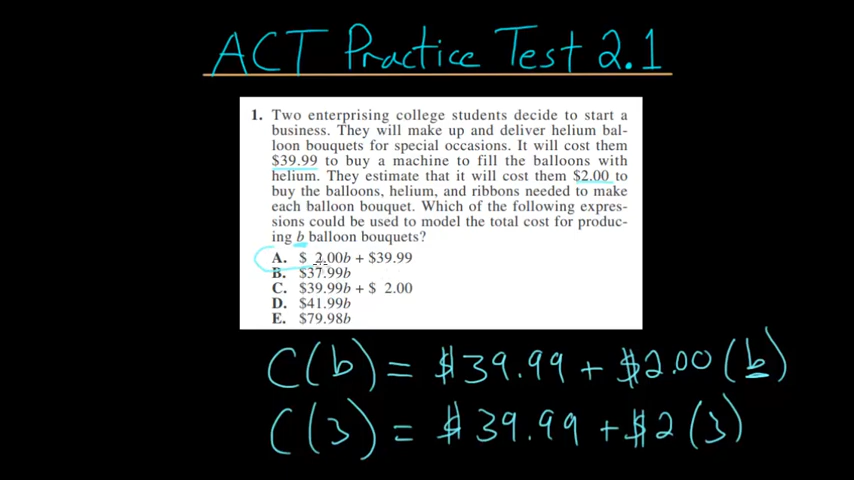 ACT Practice Test 2.1
1. Two enterprising college students decide to start a
business. They will make up and deliver helium bal-
loon bouquets for special occasions. It will cost them
$39.99 to buy a machine to fill the balloons with
helium. They estimate that it will cost them $2.00 to
buy the balloons, helium, and ribbons needed to make
each balloon bouquet. Which of the following expres-
sions could be used to model the total cost for produc-
ing b balloon bouquets?
A. $ 2.00b + $39.99
B. $37.99b
C. $39.99b + $ 2.00
D. $41.99b
E. $79.98b
C(b) = $39.99 + $2.00 (b)
C(3) = $39.99 + $2 (3)